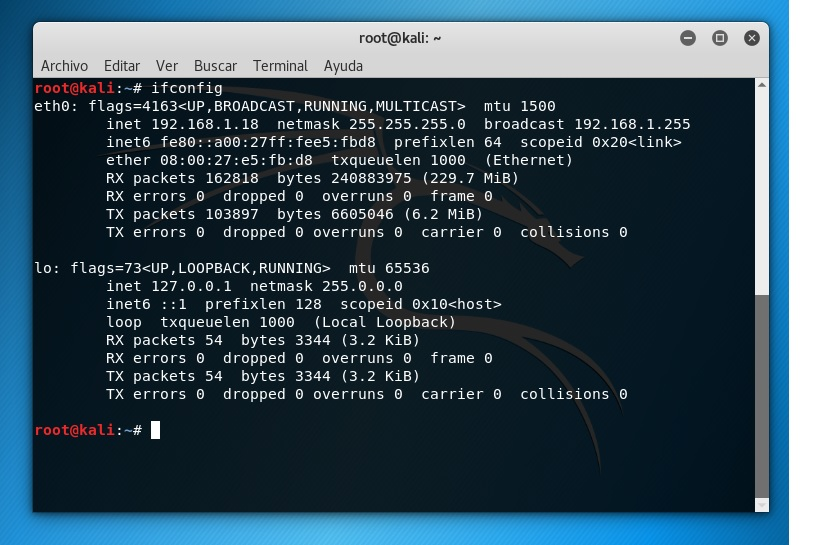 root@kali: ~
Archivo Editar Ver Buscar Terminal Ayuda
root@kali:~# ifconfig
eth0: flags=4163<UP,BROADCAST,RUNNING,MULTICAST>  mtu 1500
        inet 192.168.1.18  netmask 255.255.255.0  broadcast 192.168.1.255
        inet6 fe80::a00:27ff:fee5:fbd8  prefixlen 64  scopeid 0x20<link>
        ether 08:00:27:e5:fb:d8  txqueuelen 1000  (Ethernet)
        RX packets 162818  bytes 240883975 (229.7 MiB)
        RX errors 0  dropped 0  overruns 0  frame 0
        TX packets 103897  bytes 6605046 (6.2 MiB)
        TX errors 0  dropped 0 overruns 0  carrier 0  collisions 0
lo: flags=73<UP,LOOPBACK,RUNNING>  mtu 65536
        inet 127.0.0.1  netmask 255.0.0.0
        inet6 ::1  prefixlen 128  scopeid 0x10<host>
        loop  txqueuelen 1000  (Local Loopback)
        RX packets 54  bytes 3344 (3.2 KiB)
        RX errors 0  dropped 0  overruns 0  frame 0
        TX packets 54  bytes 3344 (3.2 KiB)
        TX errors 0  dropped 0 overruns 0  carrier 0  collisions 0
root@kali:~#